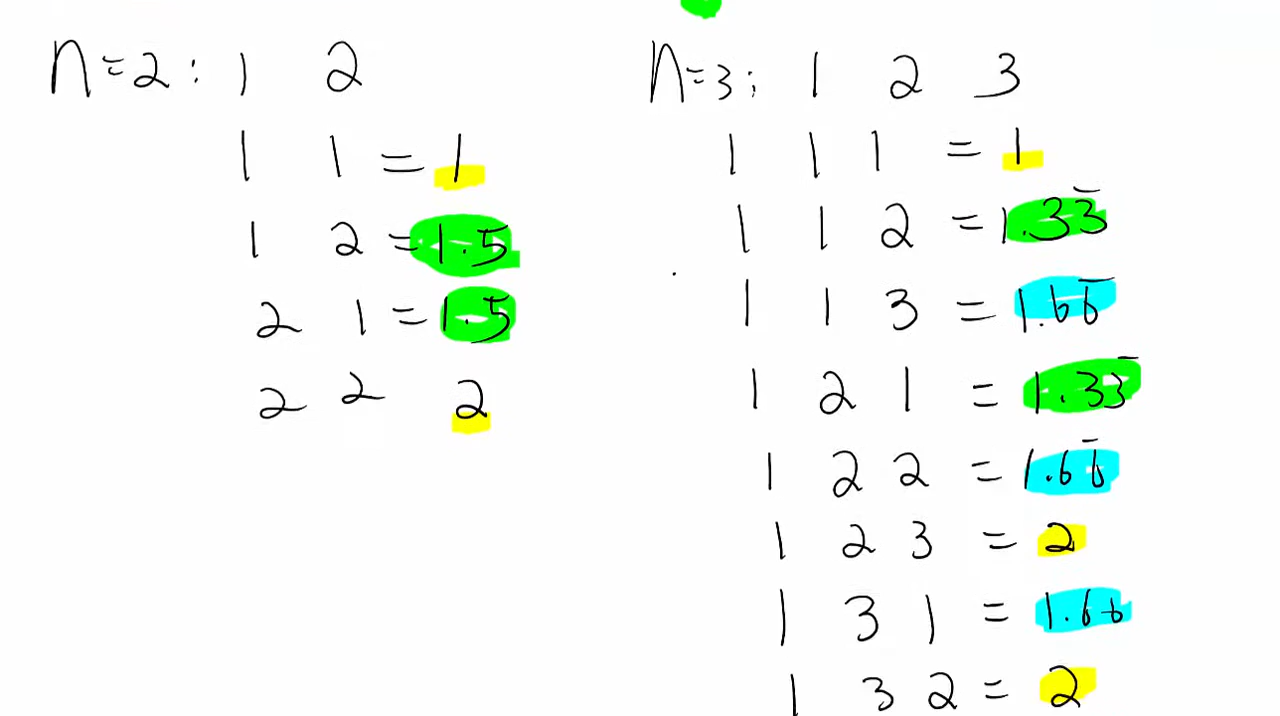 n=2: 1 2
1 1 = 1
1 2 = 1.5
2 1 = 1.5
2 2 2
n=3: 1 2 3
1 1 1 = 1
1 1 2 = 1.33̅
1 1 3 = 1.66̅
1 2 1 = 1.33̅
1 2 2 = 1.66̅
1 2 3 = 2
1 3 1 = 1.66
1 3 2 = 2